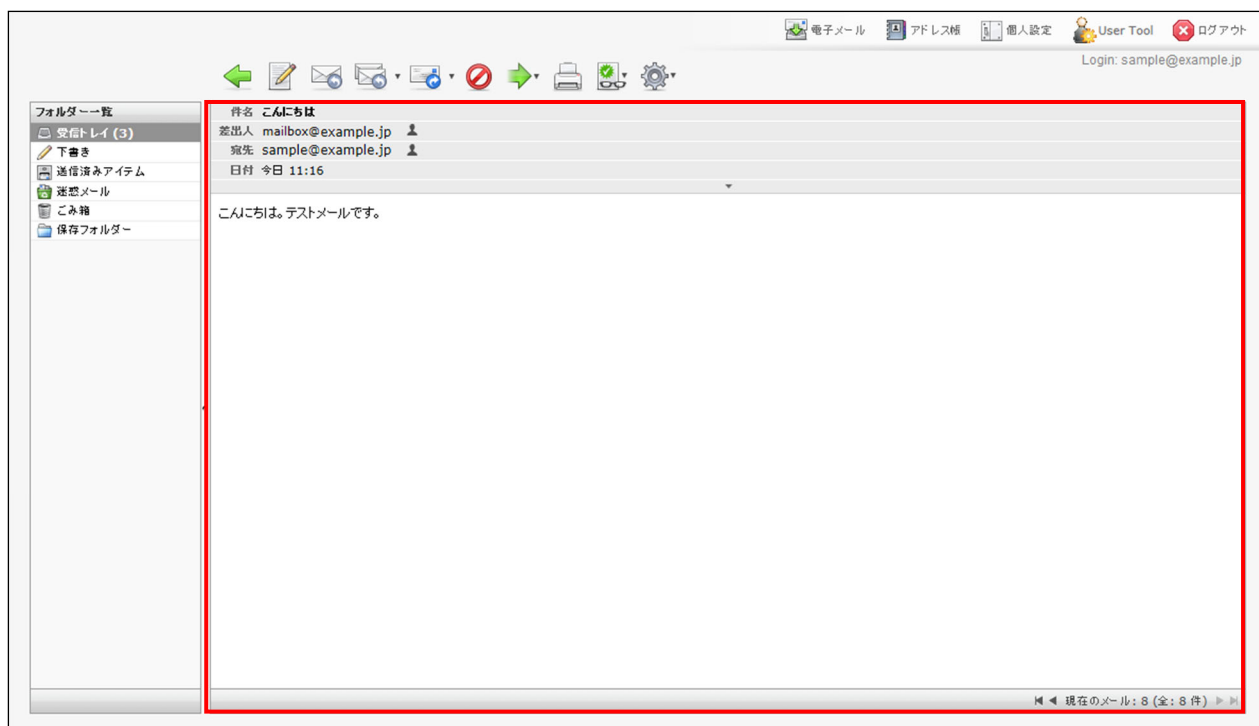 電子メール アドレス帳 個人設定 User Tool ログアウト
Login: sample@example.jp
フォルダー一覧
受信トレイ (3)
下書き
送信済みアイテム
迷惑メール
ごみ箱
保存フォルダー
件名 こんにちは
差出人 mailbox@example.jp
宛先 sample@example.jp
日付 今日 11:16
こんにちは。テストメールです。
現在のメール: 8 (全: 8 件)